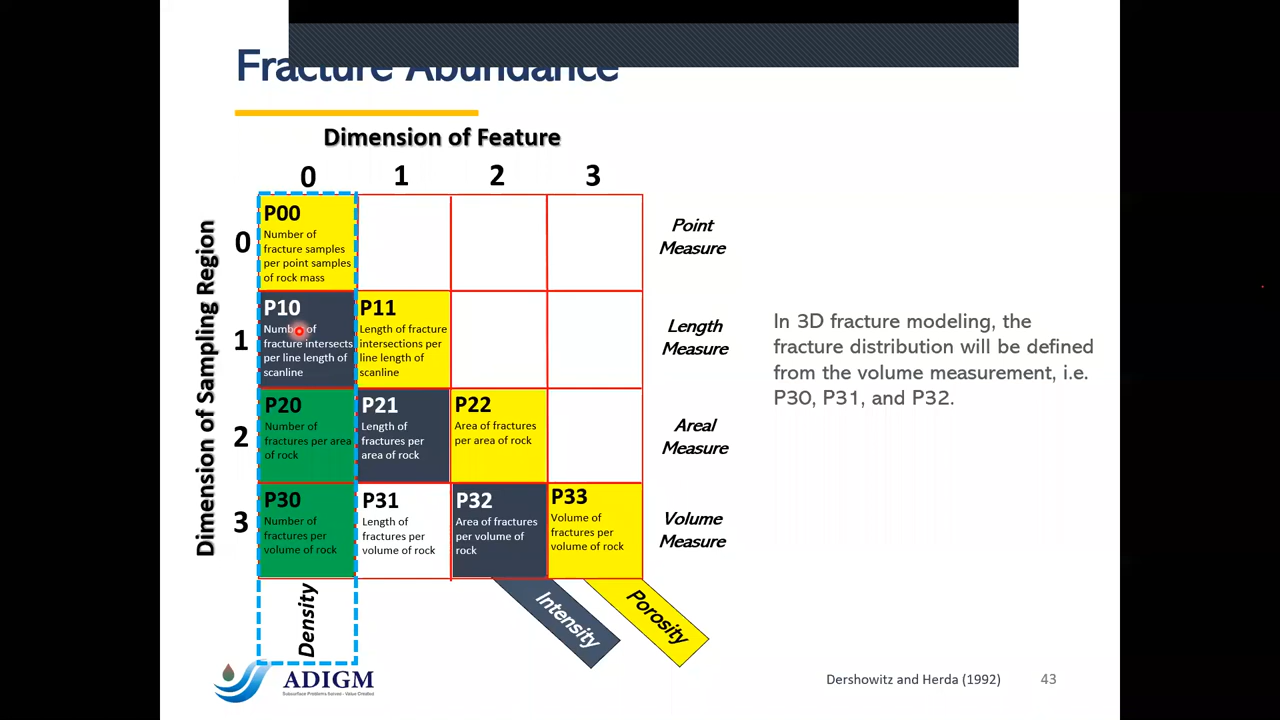 Fracture Abundance
Dimension of Feature
0 1 2 3
Dimension of Sampling Region
0
P00
Number of
fracture samples
per point samples
of rock mass
Point
Measure
1
P10
Number of
fracture intersects
per line length of
scanline
P11
Length of fracture
intersections per
line length of
scanline
Length
Measure
2
P20
Number of
fractures per area
of rock
P21
Length of
fractures per
area of rock
P22
Area of fractures
per area of rock
Areal
Measure
3
P30
Number of
fractures per
volume of rock
P31
Length of
fractures per
volume of rock
P32
Area of fractures
per volume of
rock
P33
Volume of
fractures per
volume of rock
Volume
Measure
Density
Intensity
Porosity
In 3D fracture modeling, the
fracture distribution will be defined
from the volume measurement, i.e.
P30, P31, and P32.
ADIGM
Subsurface Problems Solved - Value Created
Dershowitz and Herda (1992)
43